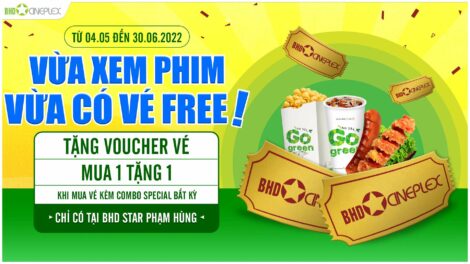 BHD CINEPLEX
TỪ 04.05 ĐẾN 30.06.2022
VỪA XEM PHIM
VỪA CÓ VÉ FREE!
TẶNG VOUCHER VÉ
MUA 1 TẶNG 1
KHI MUA VÉ KÈM COMBO SPECIAL BẤT KỲ
CHỈ CÓ TẠI BHD STAR PHẠM HÙNG
BHD CINEPLEX
BHD CINEPLEX
Go
green
Go
green
BHD CINEPLEX
BHD CINEPLEX